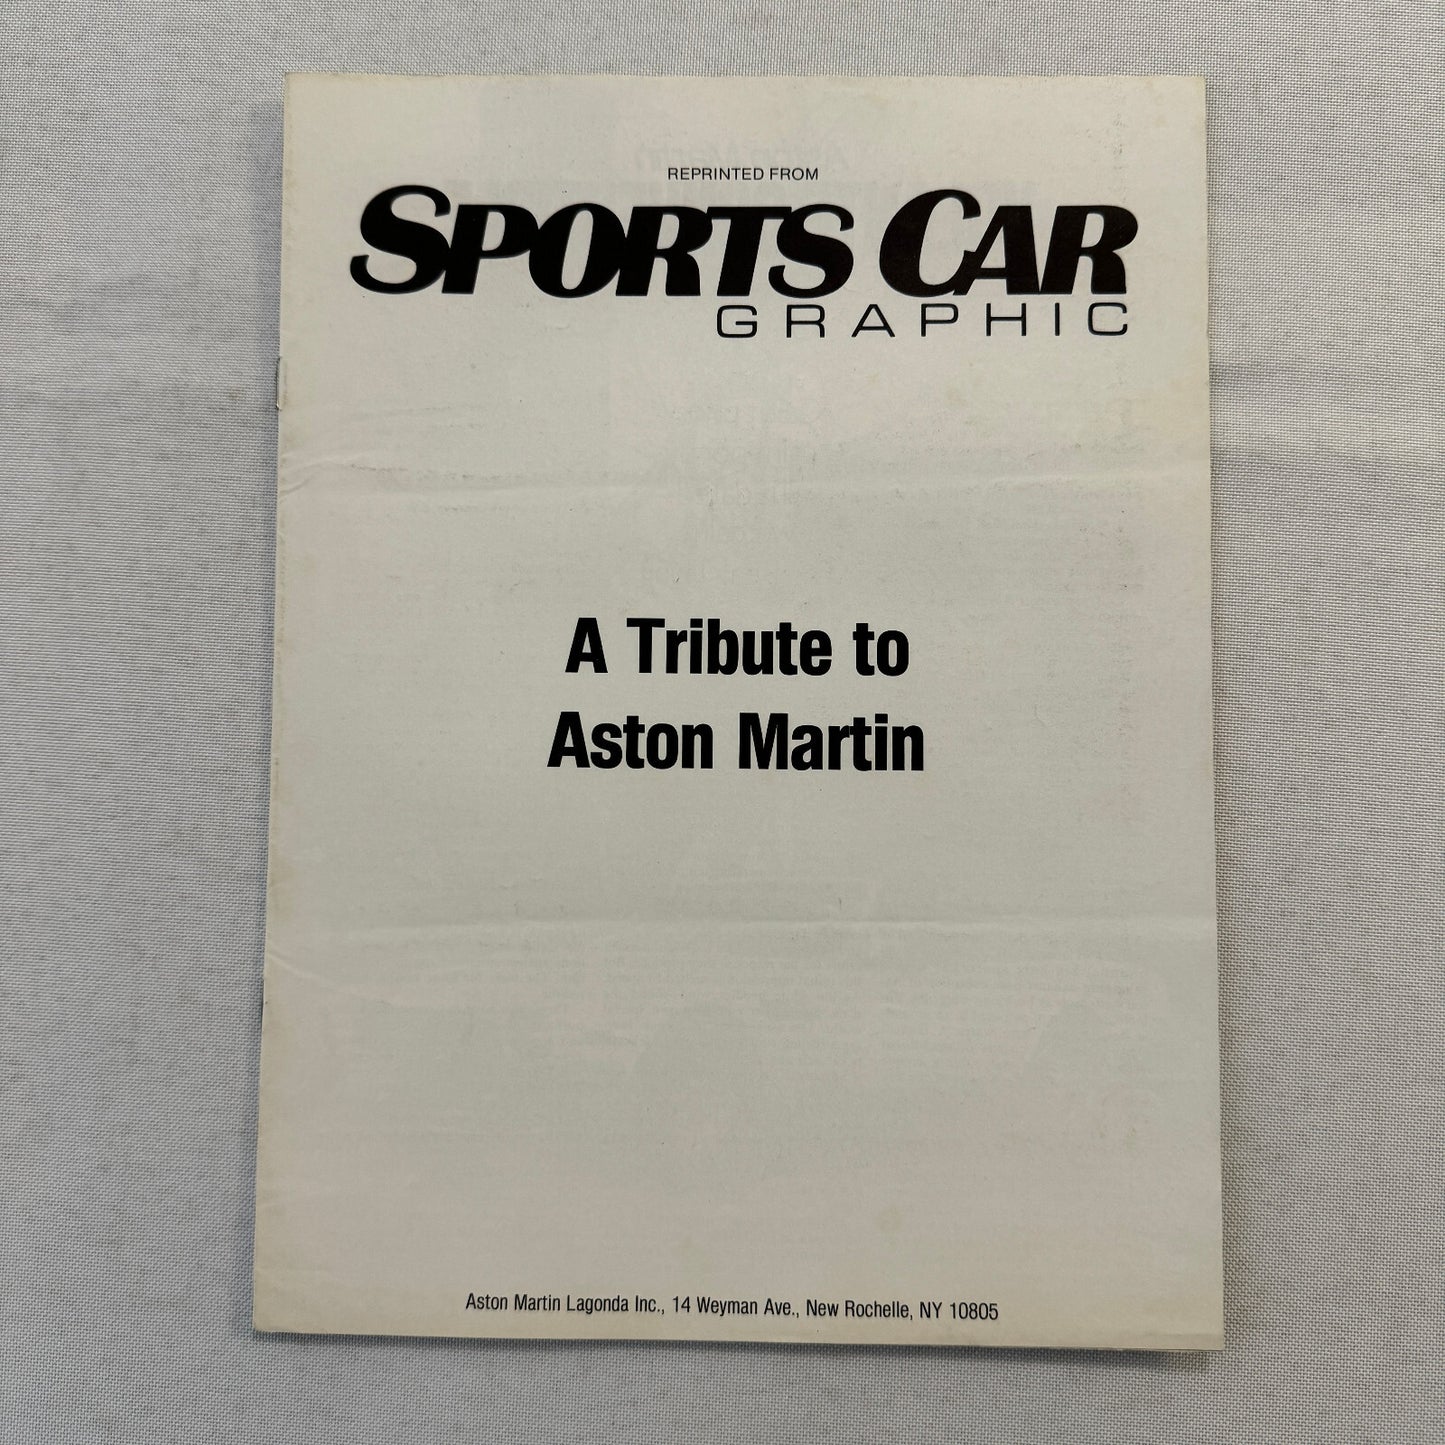 REPRINTED FROM
SPORTS CAR
GRAPHIC
A Tribute to
Aston Martin
Aston Martin Lagonda Inc., 14 Weyman Ave., New Rochelle, NY 10805